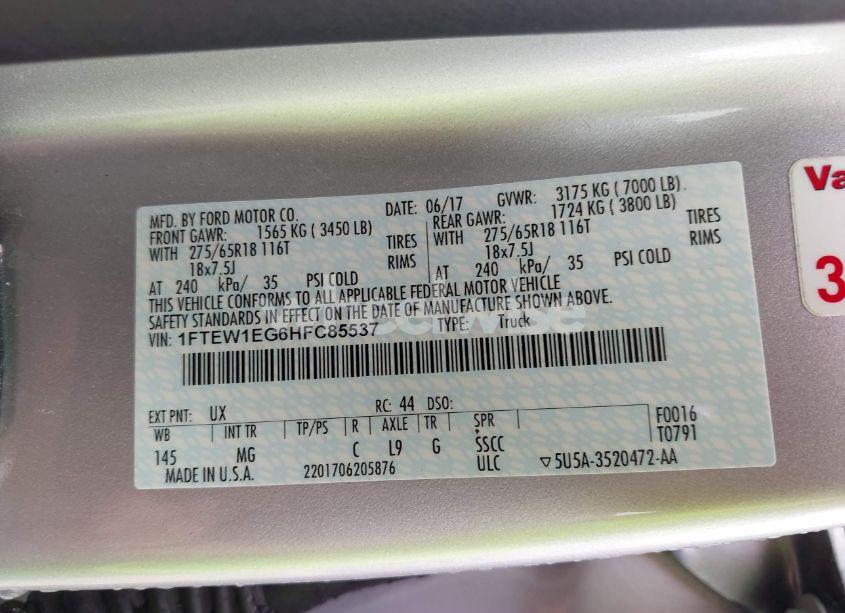 MFD. BY FORD MOTOR CO. DATE: 06/17 GVWR: 3175 KG ( 7000 LB).
FRONT GAWR: 1565 KG ( 3450 LB) REAR GAWR: 1724 KG ( 3800 LB)
WITH 275/65R18 116T TIRES WITH 275/65R18 116T TIRES
18x7.5J RIMS 18x7.5J RIMS
AT 240 kPa/ 35 PSI COLD AT 240 kPa/ 35 PSI COLD
THIS VEHICLE CONFORMS TO ALL APPLICABLE FEDERAL MOTOR VEHICLE
SAFETY STANDARDS IN EFFECT ON THE DATE OF MANUFACTURE SHOWN ABOVE.
VIN: 1FTEW1EG6HFC85537 TYPE: Truck
EXT PNT: UX RC: 44 DSO:
WB INT TR TP/PS R AXLE TR SPR F0016
145 MG C L9 G SSCC T0791
MADE IN U.S.A. 2201706205876 ULC ▽5U5A-3520472-AA
Va
3